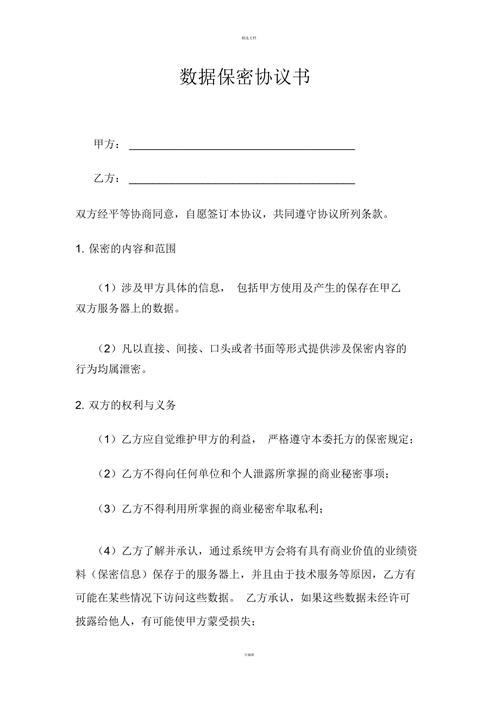 精品文档
数据保密协议书
甲方：
乙方：
双方经平等协商同意，自愿签订本协议，共同遵守协议所列条款。
1. 保密的内容和范围
（1）涉及甲方具体的信息， 包括甲方使用及产生的保存在甲乙
双方服务器上的数据。
（2）凡以直接、间接、口头或者书面等形式提供涉及保密内容的
行为均属泄密。
2. 双方的权利与义务
（1）乙方应自觉维护甲方的利益， 严格遵守本委托方的保密规定；
（2）乙方不得向任何单位和个人泄露所掌握的商业秘密事项；
（3）乙方不得利用所掌握的商业秘密牟取私利；
（4）乙方了解并承认，通过系统甲方会将有具有商业价值的业绩资
料（保密信息）保存于的服务器上，并且由于技术服务等原因，乙方有
可能在某些情况下访问这些数据。 乙方承认，如果这些数据未经许可
披露给他人，有可能使甲方蒙受损失；